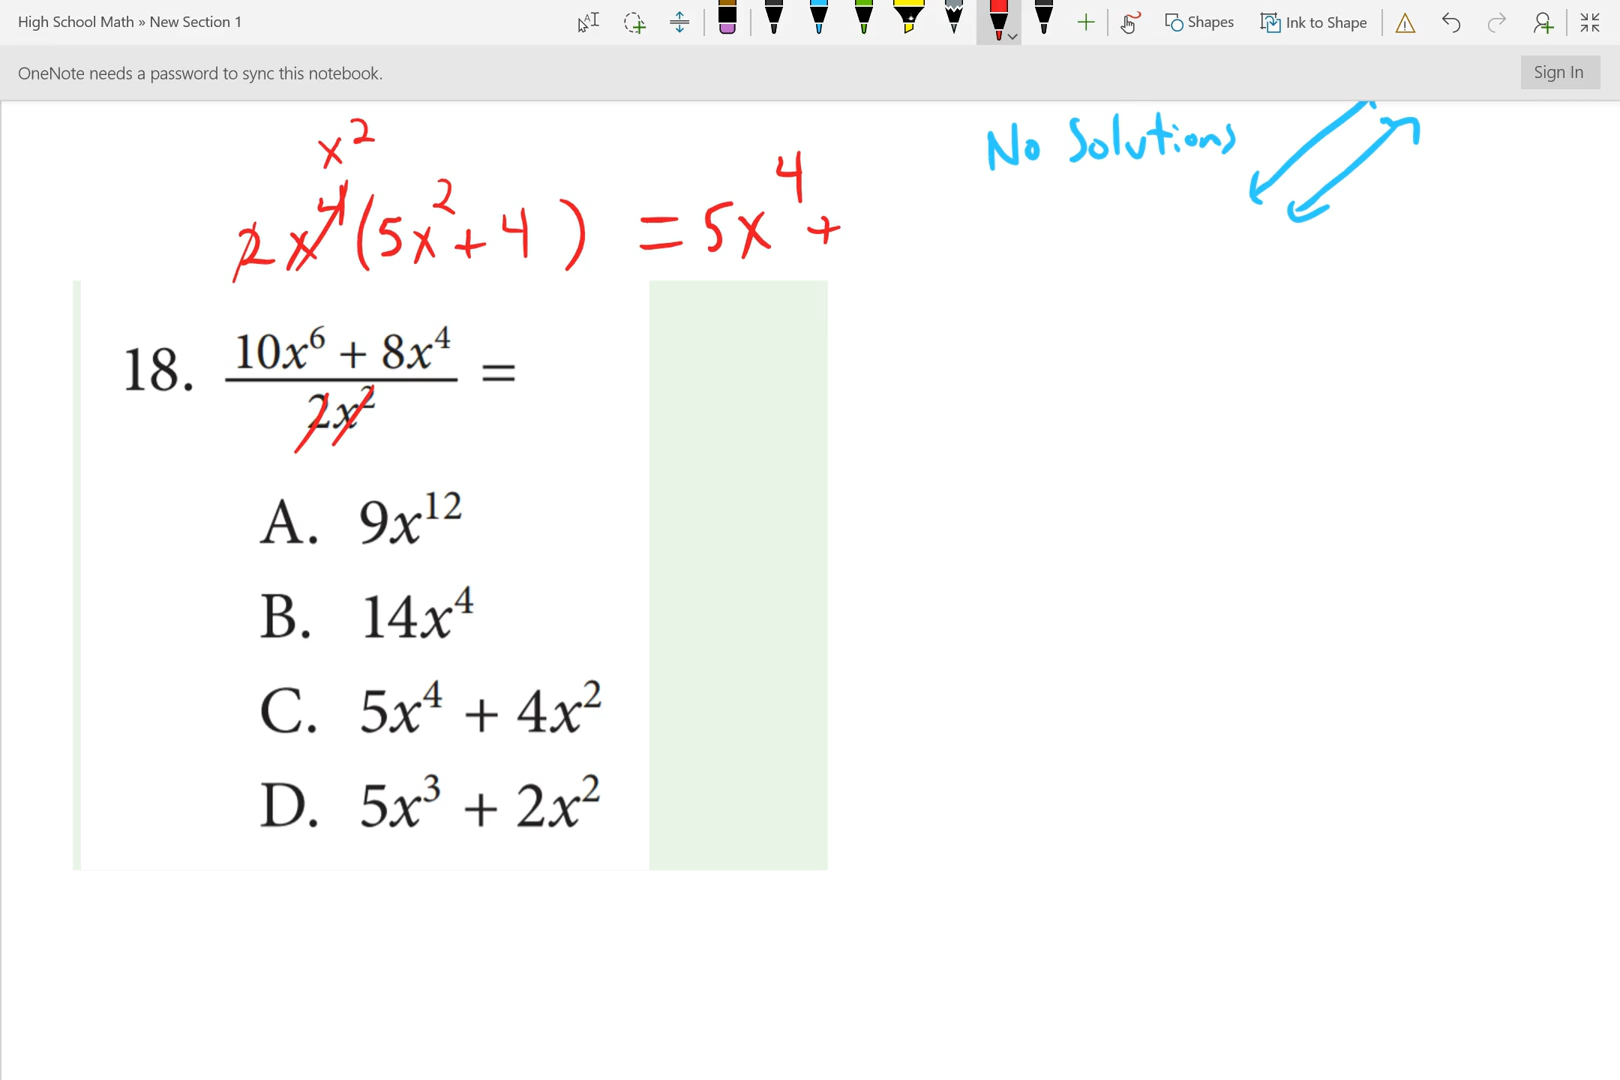 High School Math » New Section 1
Shapes
Ink to Shape
OneNote needs a password to sync this notebook.
Sign In
No Solutions
x²
2x⁴(5x²+4) = 5x⁴+
18. (10x⁶ + 8x⁴)/(2x²) =
A. 9x¹²
B. 14x⁴
C. 5x⁴ + 4x²
D. 5x³ + 2x²